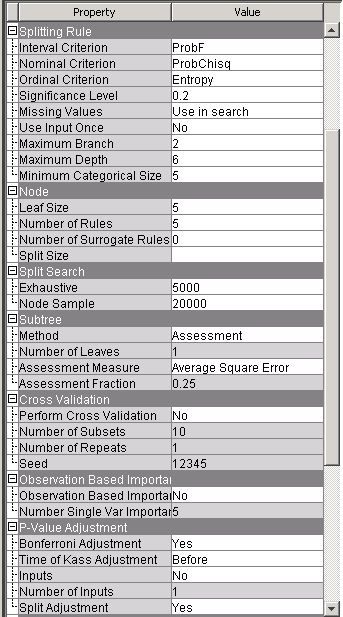 Property Value
Splitting Rule
Interval Criterion ProbF
Nominal Criterion ProbChisq
Ordinal Criterion Entropy
Significance Level 0.2
Missing Values Use in search
Use Input Once No
Maximum Branch 2
Maximum Depth 6
Minimum Categorical Size 5
Node
Leaf Size 5
Number of Rules 5
Number of Surrogate Rules 0
Split Size
Split Search
Exhaustive 5000
Node Sample 20000
Subtree
Method Assessment
Number of Leaves 1
Assessment Measure Average Square Error
Assessment Fraction 0.25
Cross Validation
Perform Cross Validation No
Number of Subsets 10
Number of Repeats 1
Seed 12345
Observation Based Importan
Observation Based Importan No
Number Single Var Importan 5
P-Value Adjustment
Bonferroni Adjustment Yes
Time of Kass Adjustment Before
Inputs No
Number of Inputs 1
Split Adjustment Yes